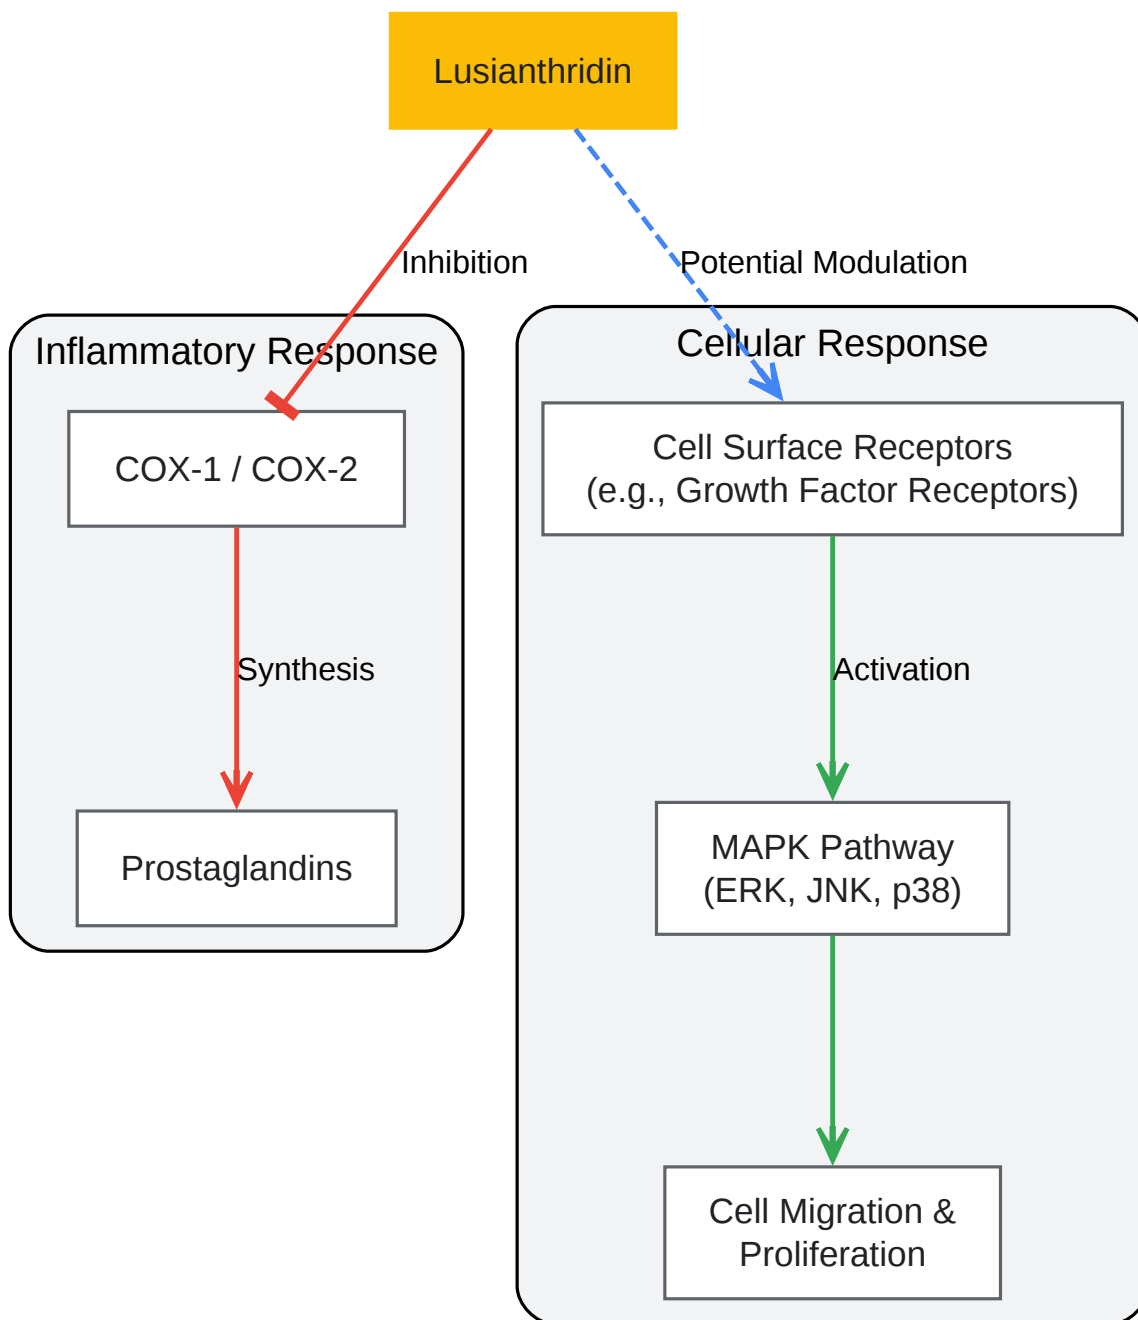 Lusianthridin
Inhibition
Potential Modulation
Inflammatory Response
COX-1 / COX-2
Synthesis
Prostaglandins
Cellular Response
Cell Surface Receptors
(e.g., Growth Factor Receptors)
Activation
MAPK Pathway
(ERK, JNK, p38)
Cell Migration &
Proliferation